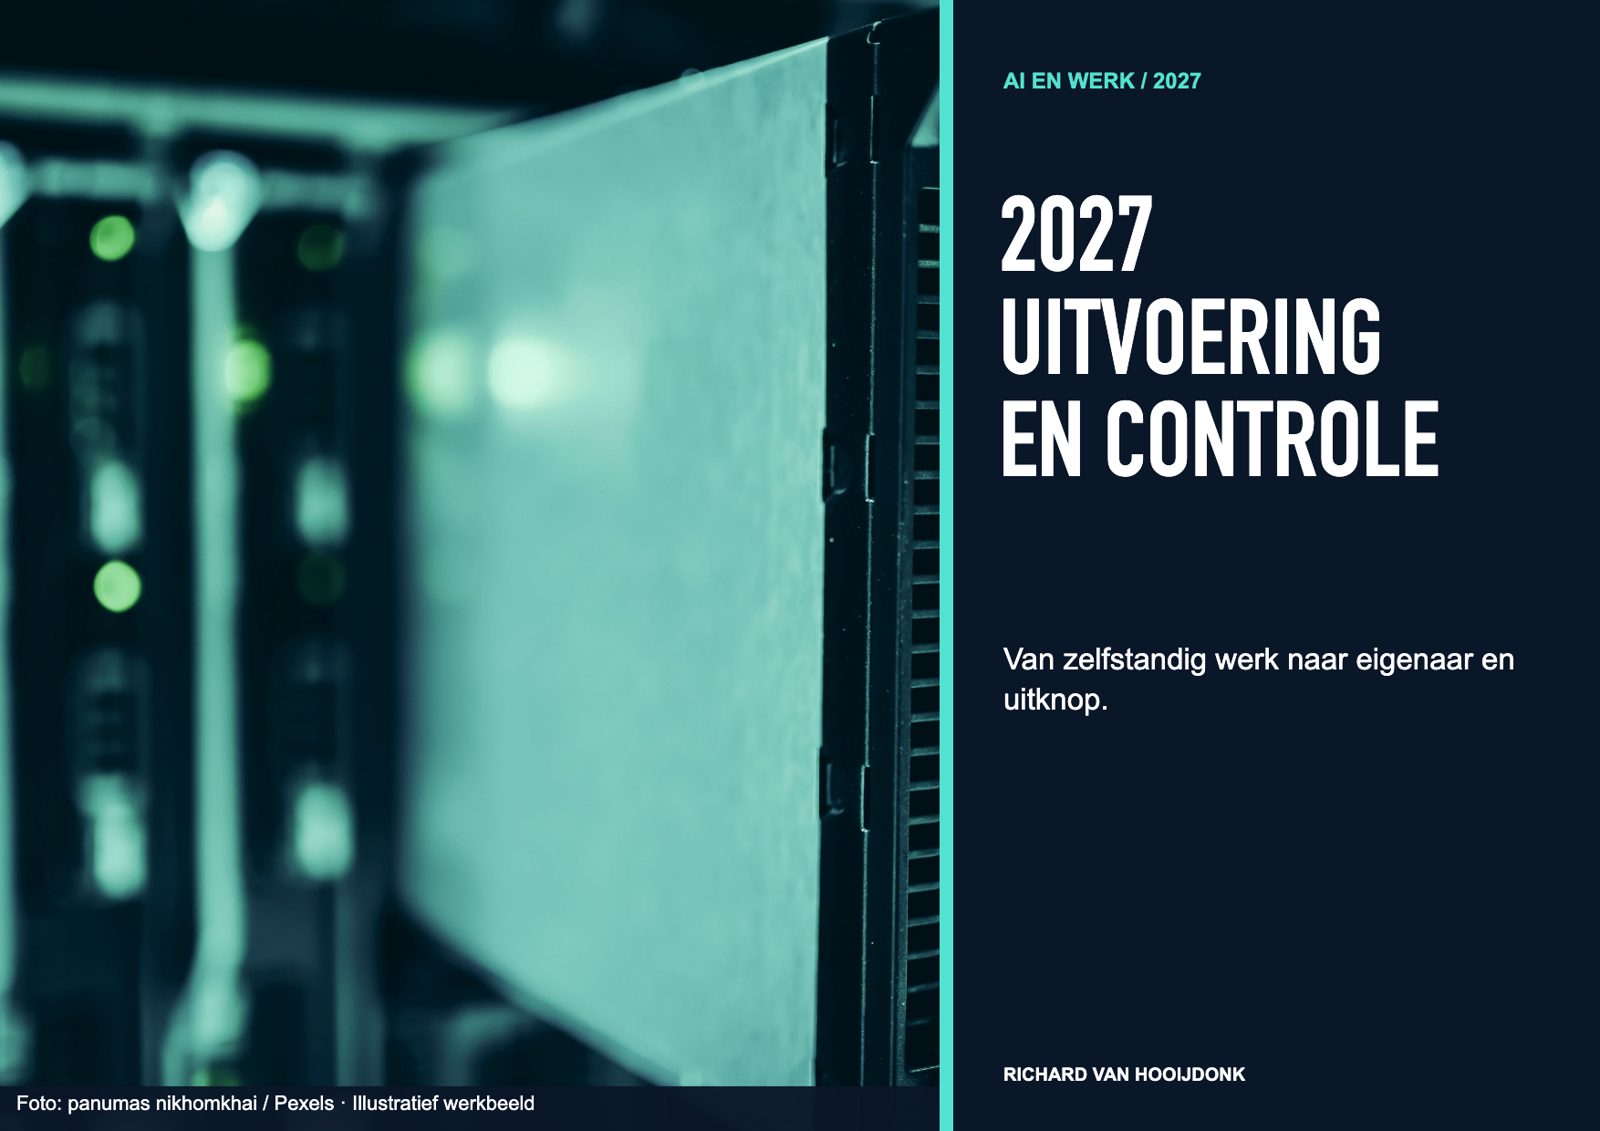 AI EN WERK / 2027
2027
UITVOERING
EN CONTROLE
Van zelfstandig werk naar eigenaar en
uitknop.
RICHARD VAN HOOIJDONK
Foto: panumas nikhomkhai / Pexels · Illustratief werkbeeld